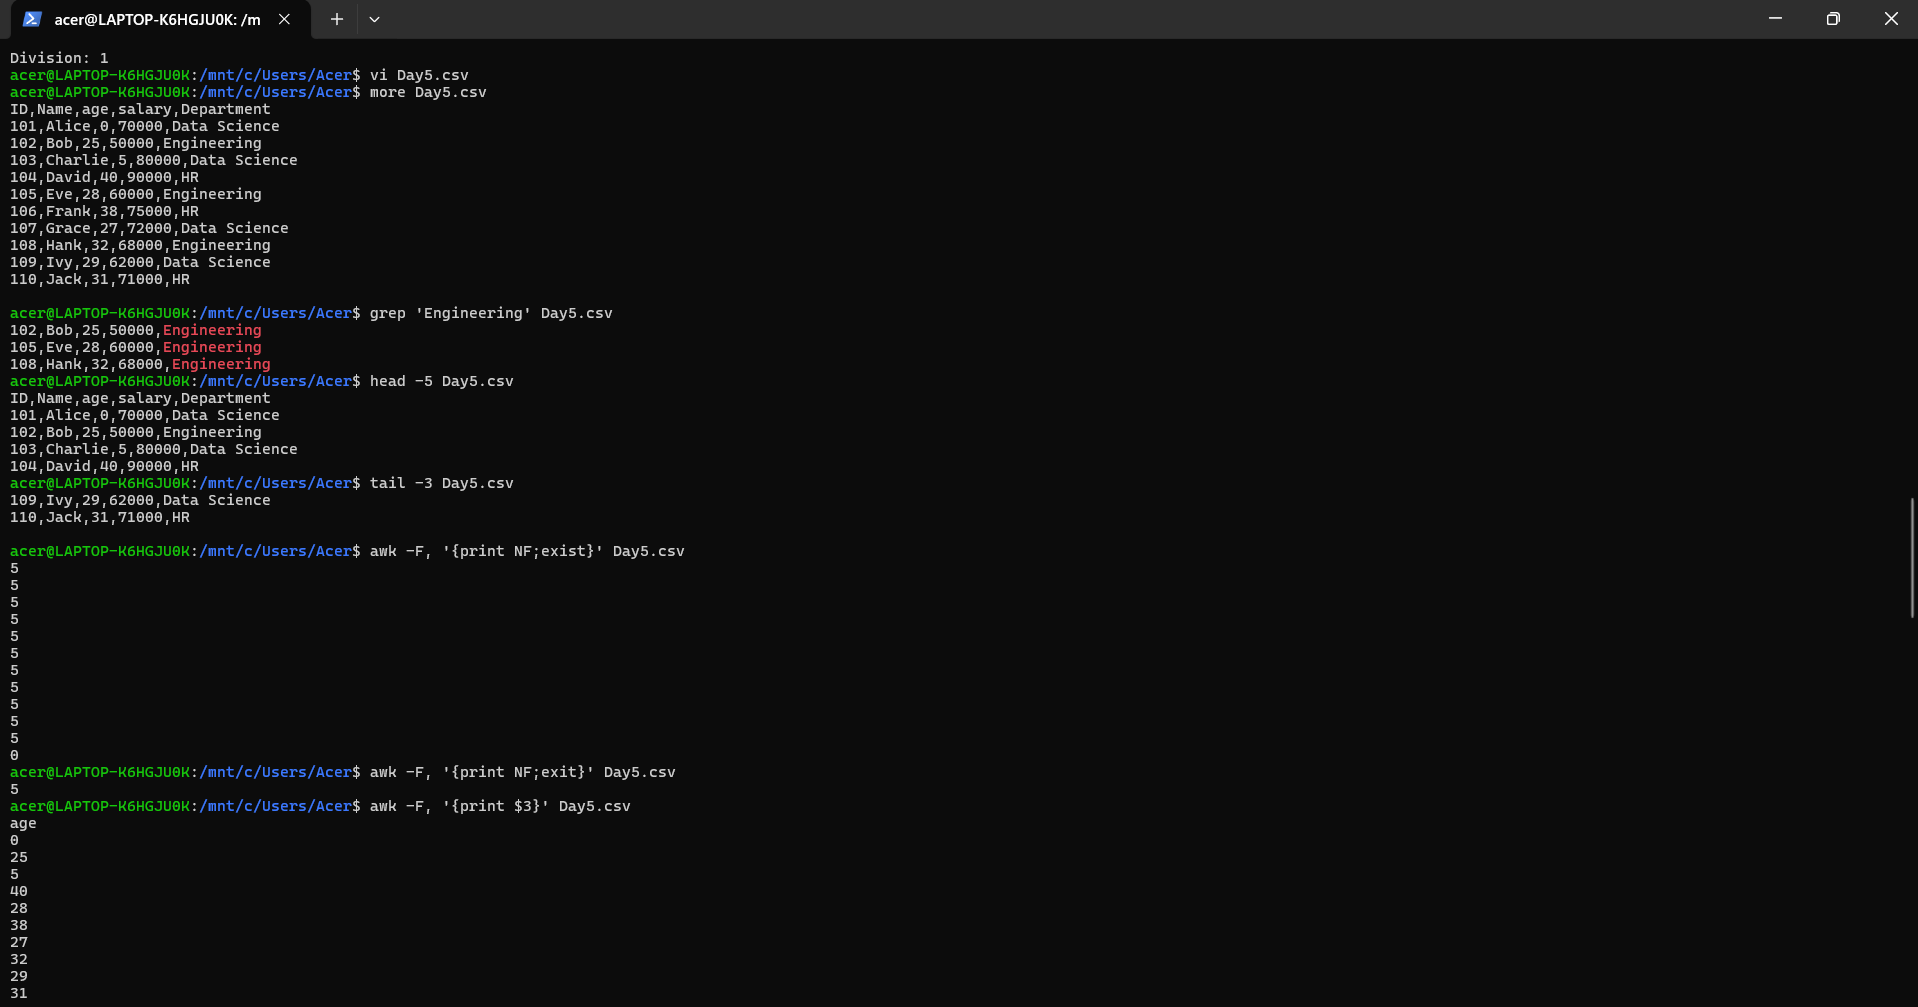 acer@LAPTOP-K6HGJU0K: /m
Division: 1
acer@LAPTOP-K6HGJU0K:/mnt/c/Users/Acer$ vi Day5.csv
acer@LAPTOP-K6HGJU0K:/mnt/c/Users/Acer$ more Day5.csv
ID,Name,age,salary,Department
101,Alice,0,70000,Data Science
102,Bob,25,50000,Engineering
103,Charlie,5,80000,Data Science
104,David,40,90000,HR
105,Eve,28,60000,Engineering
106,Frank,38,75000,HR
107,Grace,27,72000,Data Science
108,Hank,32,68000,Engineering
109,Ivy,29,62000,Data Science
110,Jack,31,71000,HR
acer@LAPTOP-K6HGJU0K:/mnt/c/Users/Acer$ grep 'Engineering' Day5.csv
102,Bob,25,50000,Engineering
105,Eve,28,60000,Engineering
108,Hank,32,68000,Engineering
acer@LAPTOP-K6HGJU0K:/mnt/c/Users/Acer$ head -5 Day5.csv
ID,Name,age,salary,Department
101,Alice,0,70000,Data Science
102,Bob,25,50000,Engineering
103,Charlie,5,80000,Data Science
104,David,40,90000,HR
acer@LAPTOP-K6HGJU0K:/mnt/c/Users/Acer$ tail -3 Day5.csv
109,Ivy,29,62000,Data Science
110,Jack,31,71000,HR
acer@LAPTOP-K6HGJU0K:/mnt/c/Users/Acer$ awk -F, '{print NF;exist}' Day5.csv
5
5
5
5
5
5
5
5
5
5
5
0
acer@LAPTOP-K6HGJU0K:/mnt/c/Users/Acer$ awk -F, '{print NF;exit}' Day5.csv
5
acer@LAPTOP-K6HGJU0K:/mnt/c/Users/Acer$ awk -F, '{print $3}' Day5.csv
age
0
25
5
40
28
38
27
32
29
31